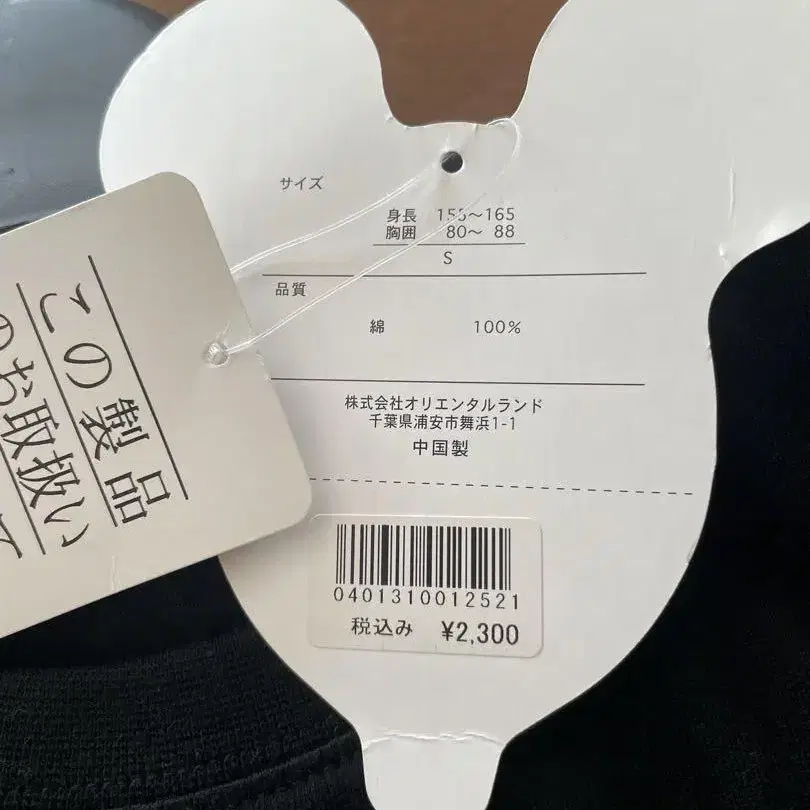 サイズ
身長 155～165
胸囲 80～ 88
S
品質
綿 100%
株式会社オリエンタルランド
千葉県浦安市舞浜1-1
中国製
0401310012521
税込み ¥2,300
この製品
のお取扱い